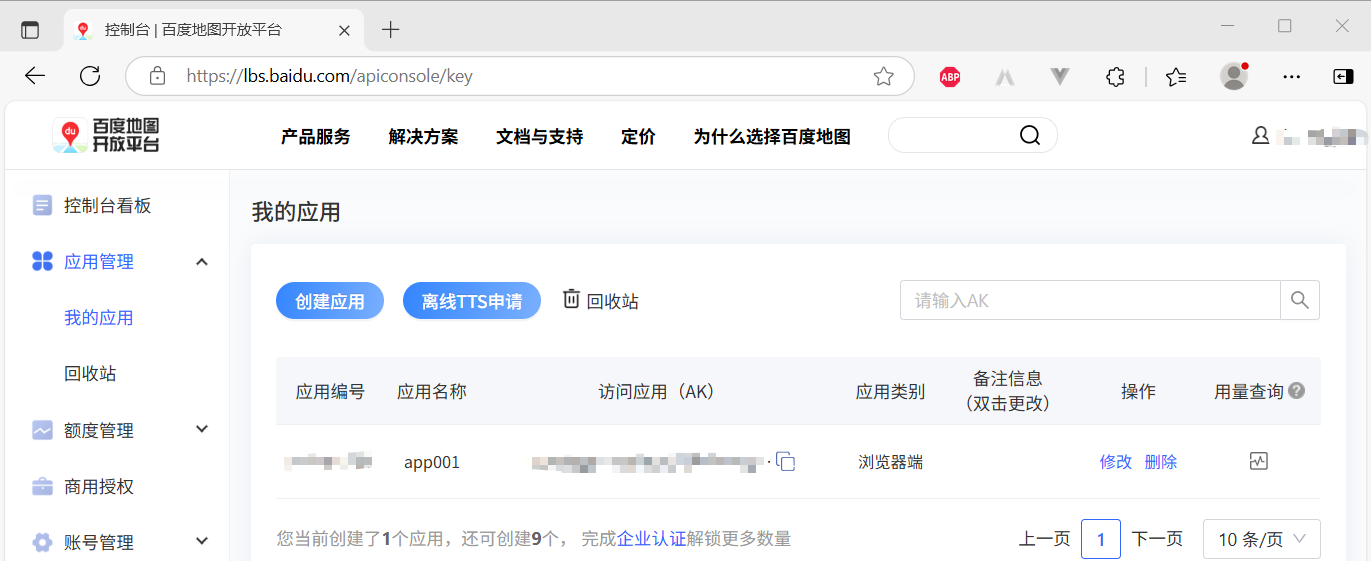 控制台 | 百度地图开放平台
https://lbs.baidu.com/apiconsole/key
ABP
du 百度地图
开放平台
产品服务 解决方案 文档与支持 定价 为什么选择百度地图
控制台看板
应用管理
我的应用
回收站
额度管理
商用授权
账号管理
我的应用
创建应用 离线TTS申请 回收站 请输入AK
应用编号 应用名称 访问应用（AK） 应用类别 备注信息
（双击更改） 操作 用量查询 ?
app001 浏览器端 修改 删除
您当前创建了1个应用，还可创建9个， 完成企业认证解锁更多数量
上一页 1 下一页 10 条/页